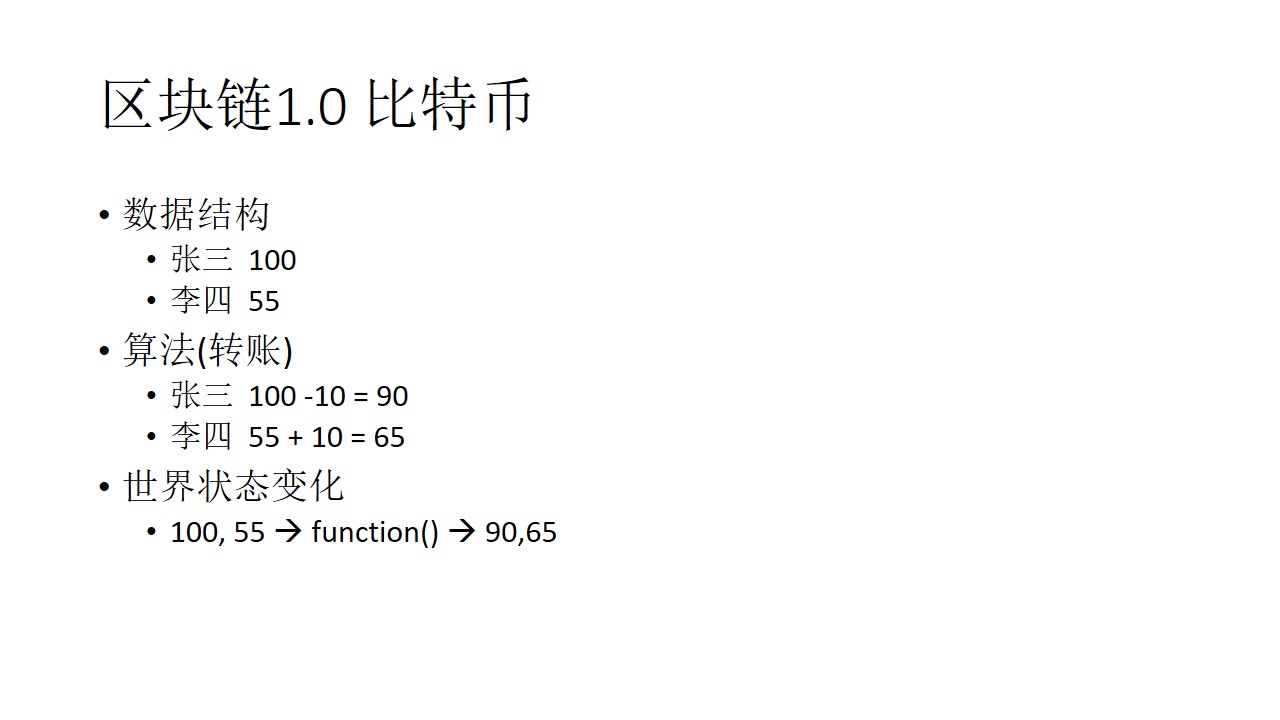 区块链1.0 比特币
• 数据结构
• 张三 100
• 李四 55
• 算法(转账)
• 张三 100 -10 = 90
• 李四 55 + 10 = 65
• 世界状态变化
• 100, 55 → function() → 90,65